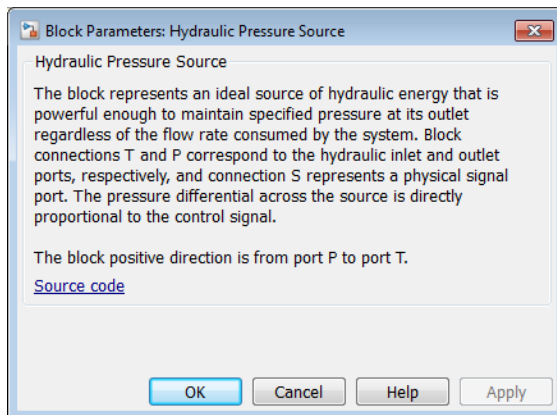 Block Parameters: Hydraulic Pressure Source
Hydraulic Pressure Source
The block represents an ideal source of hydraulic energy that is
powerful enough to maintain specified pressure at its outlet
regardless of the flow rate consumed by the system. Block
connections T and P correspond to the hydraulic inlet and outlet
ports, respectively, and connection S represents a physical signal
port. The pressure differential across the source is directly
proportional to the control signal.
The block positive direction is from port P to port T.
Source code
OK Cancel Help Apply